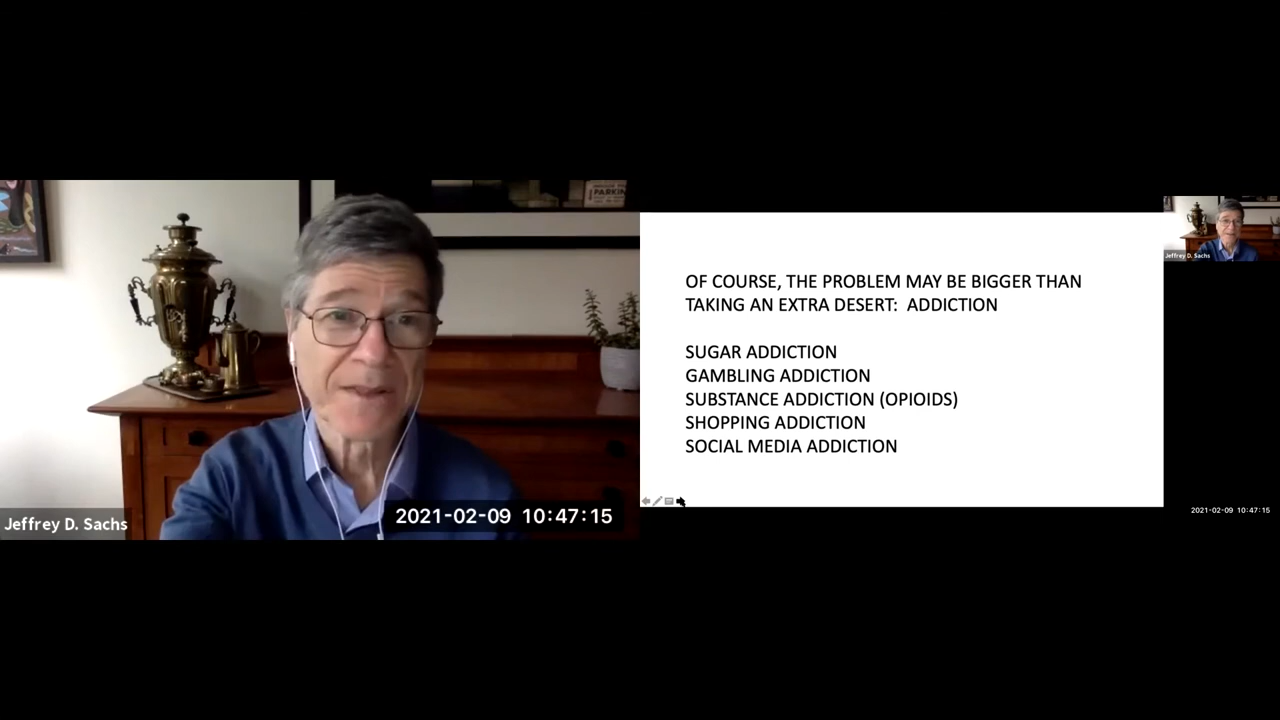 PARKIN
Jeffrey D. Sachs
2021-02-09 10:47:15
OF COURSE, THE PROBLEM MAY BE BIGGER THAN
TAKING AN EXTRA DESERT: ADDICTION
SUGAR ADDICTION
GAMBLING ADDICTION
SUBSTANCE ADDICTION (OPIOIDS)
SHOPPING ADDICTION
SOCIAL MEDIA ADDICTION
Jeffrey D. Sachs
2021-02-09 10:47:15